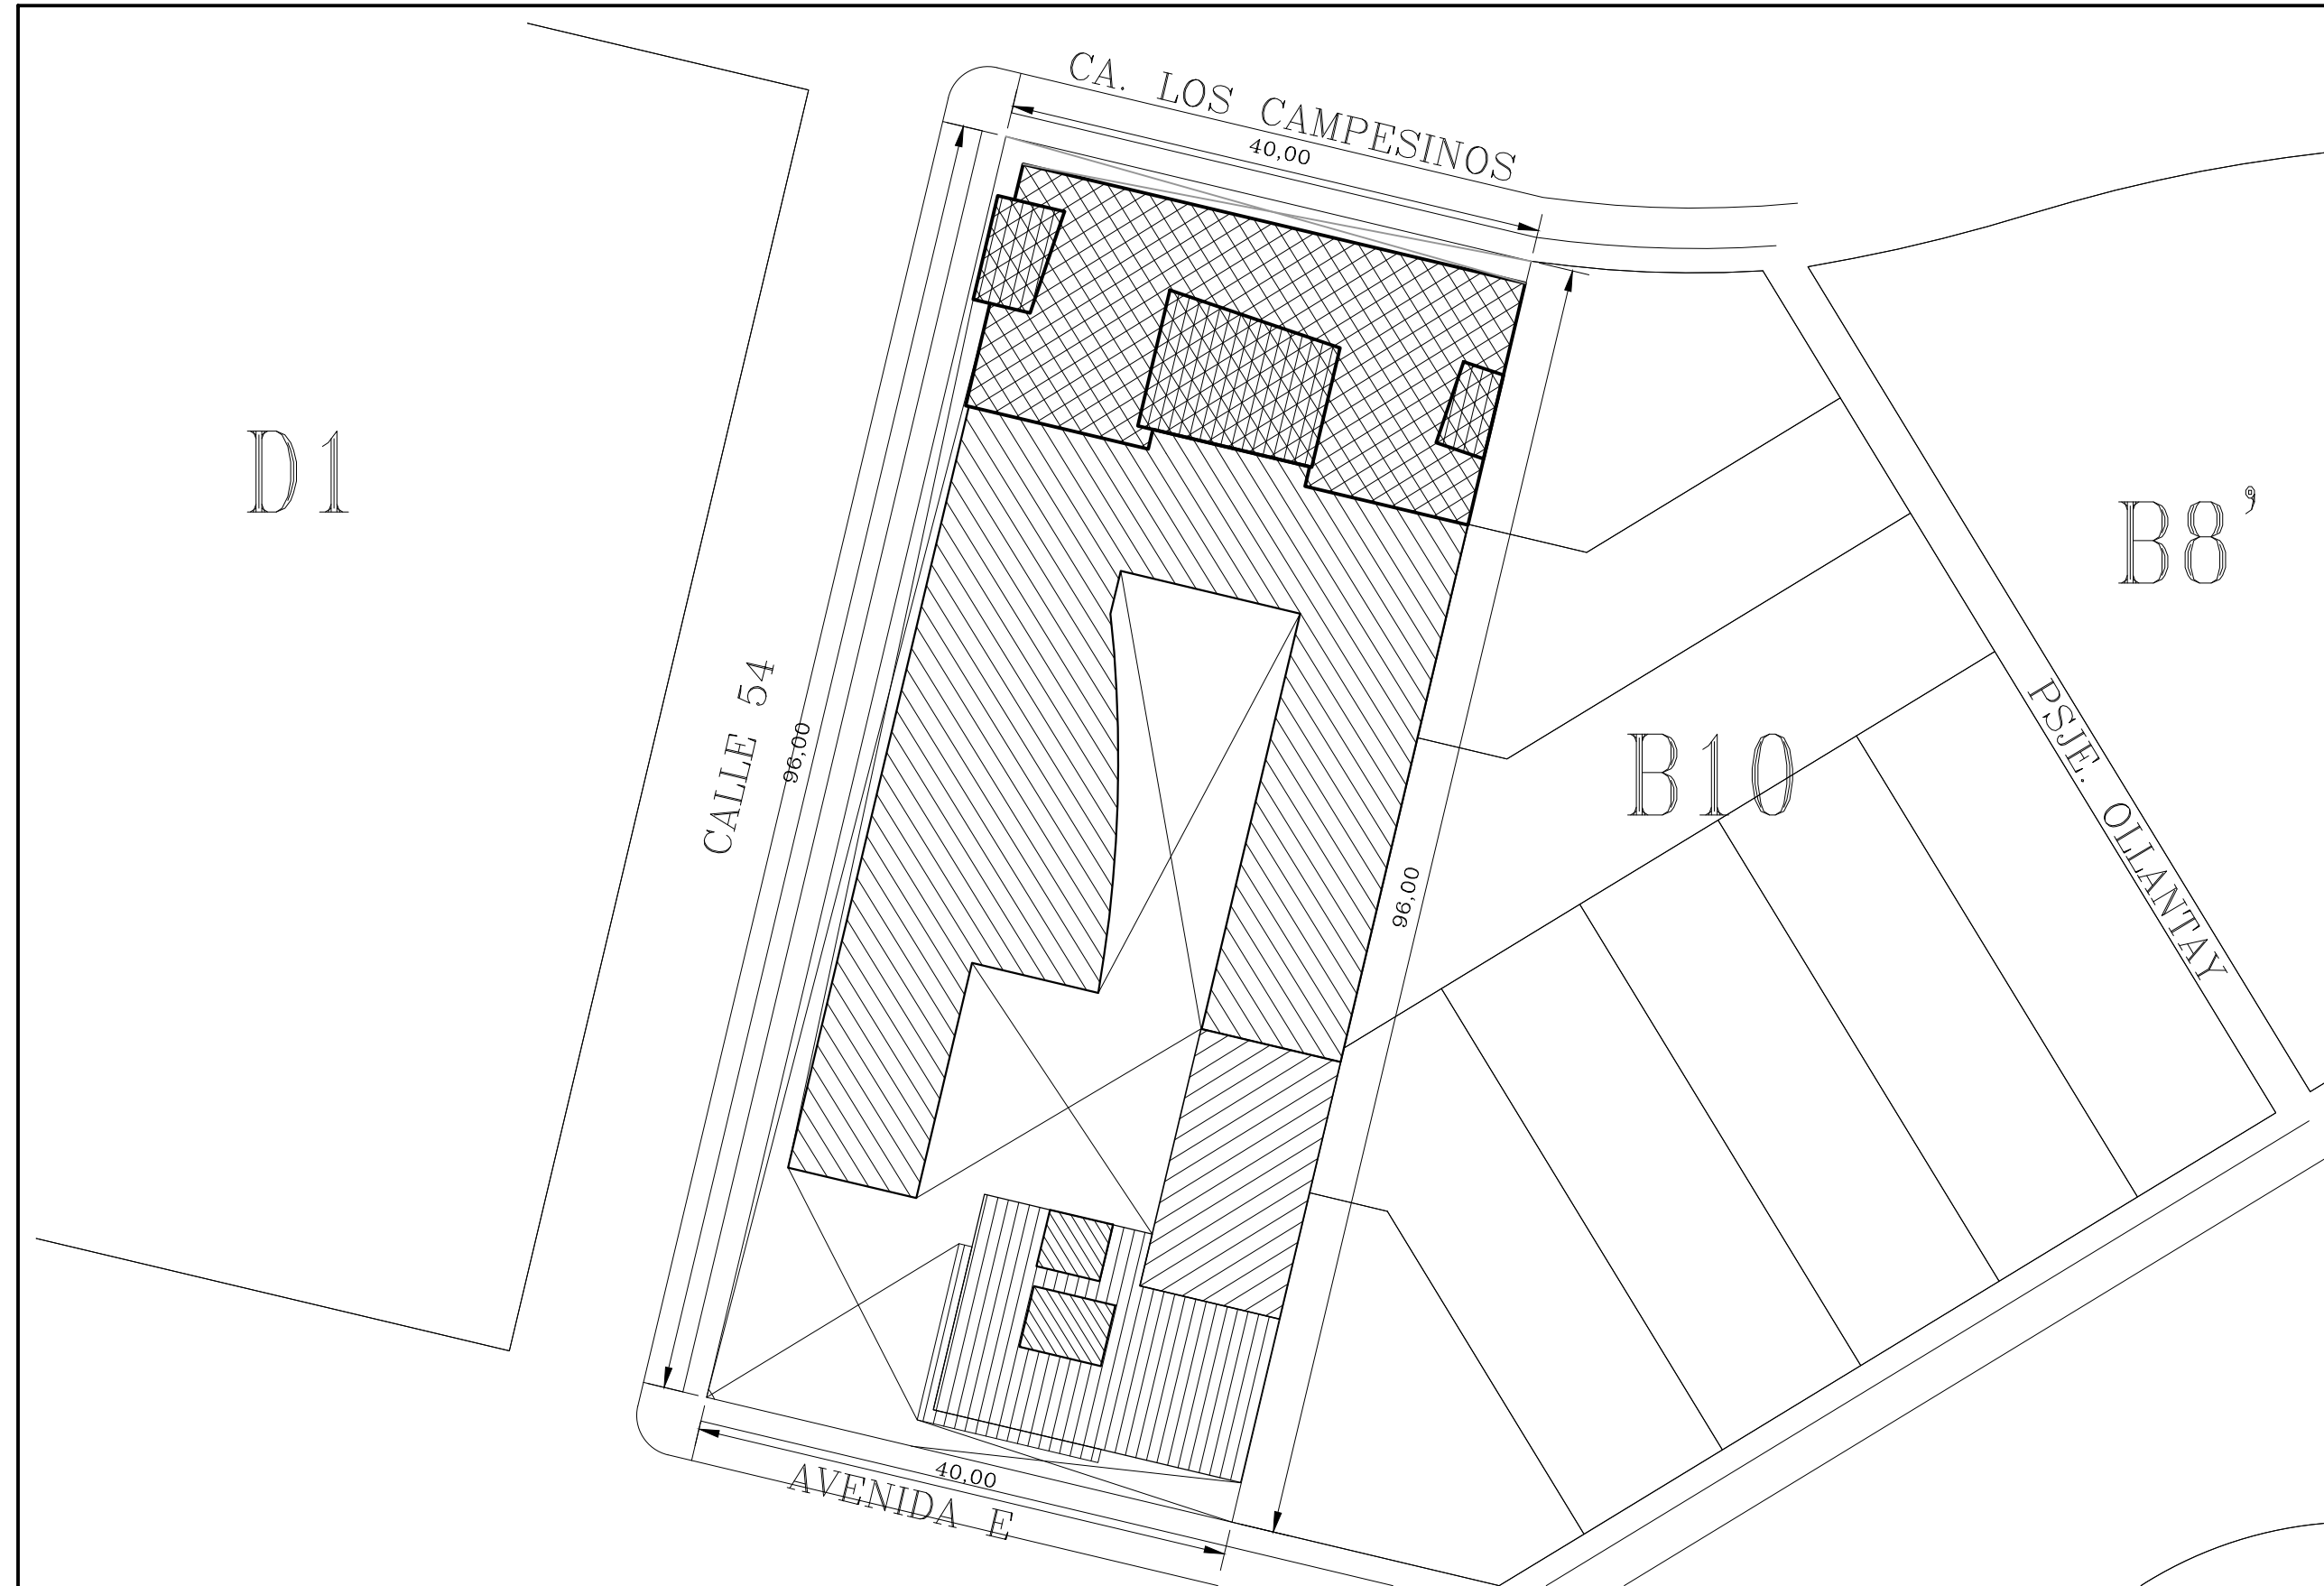 CA. LOS CAMPESINOS
40,00
D1
B8'
CALLE 54
96,00
B10
PSJE. OLLANTAY
96,00
40,00
AVENIDA E